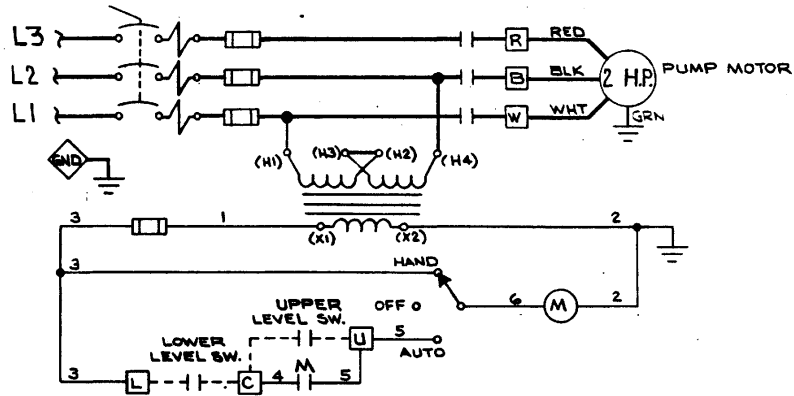 L3
R
RED
L2
B
BLK
2 H.P.
PUMP MOTOR
L1
W
WHT
GRN
GND
(H1)
(H3)
(H2)
(H4)
3
1
(X1)
(X2)
2
3
HAND
OFF
6
M
2
UPPER
LEVEL SW.
LOWER
LEVEL SW.
U
5
AUTO
M
3
L
C
4
5